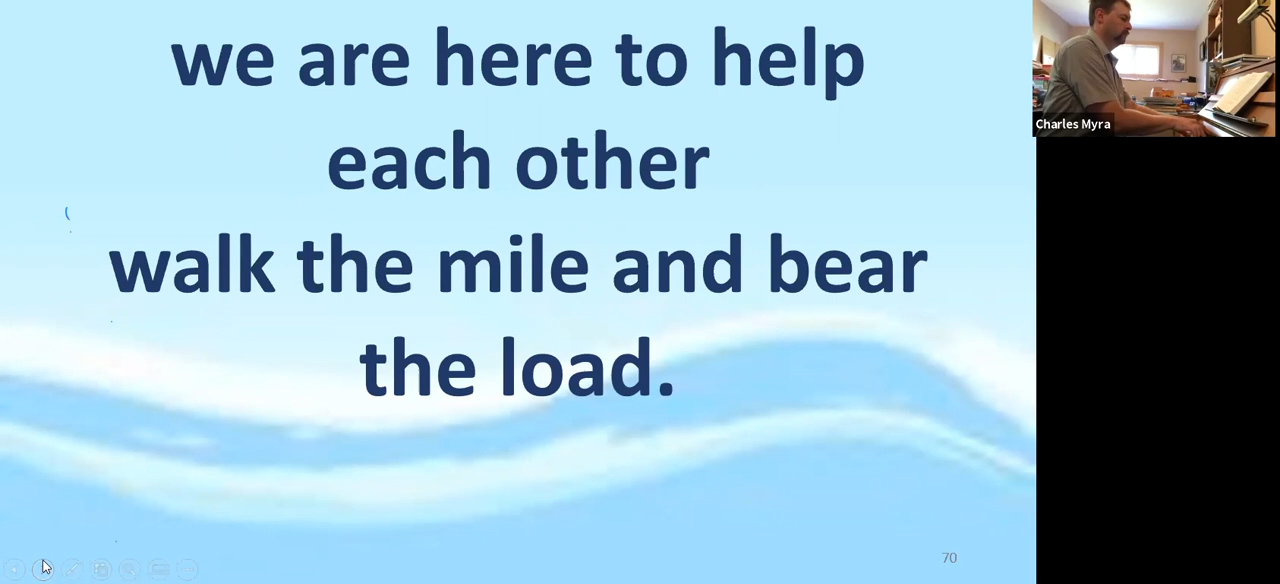 we are here to help
each other
walk the mile and bear
the load.
70
Charles Myra